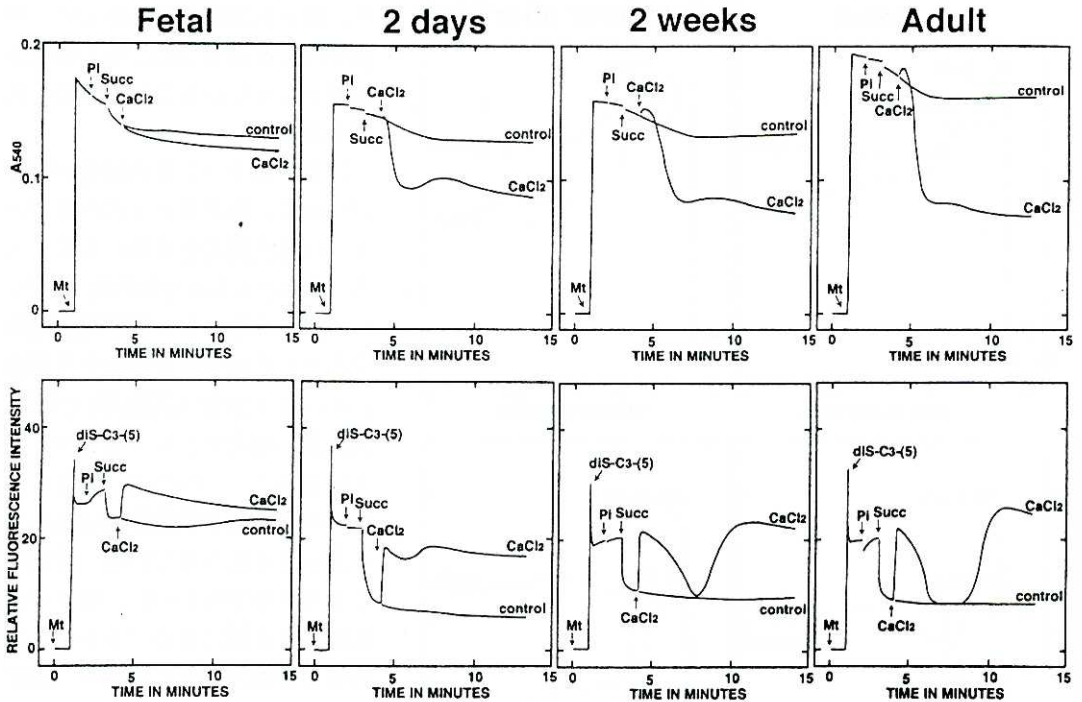 Fetal
2 days
2 weeks
Adult
A540
0.2
0.1
0
PI
Succ
CaCl2
control
CaCl2
Mt
0 5 10 15
TIME IN MINUTES
PI
CaCl2
Succ
control
CaCl2
Mt
0 5 10 15
TIME IN MINUTES
PI
CaCl2
Succ
control
CaCl2
Mt
0 5 10 15
TIME IN MINUTES
PI
Succ
CaCl2
control
CaCl2
Mt
0 5 10 15
TIME IN MINUTES
RELATIVE FLUORESCENCE INTENSITY
40
20
0
diS-C3-(5)
PI
Succ
CaCl2
control
CaCl2
Mt
0 5 10 15
TIME IN MINUTES
diS-C3-(5)
PI
Succ
CaCl2
CaCl2
control
Mt
0 5 10 15
TIME IN MINUTES
diS-C3-(5)
Pi
Succ
CaCl2
CaCl2
control
Mt
0 5 10 15
TIME IN MINUTES
diS-C3-(5)
PI
Succ
CaCl2
CaCl2
control
Mt
0 5 10 15
TIME IN MINUTES